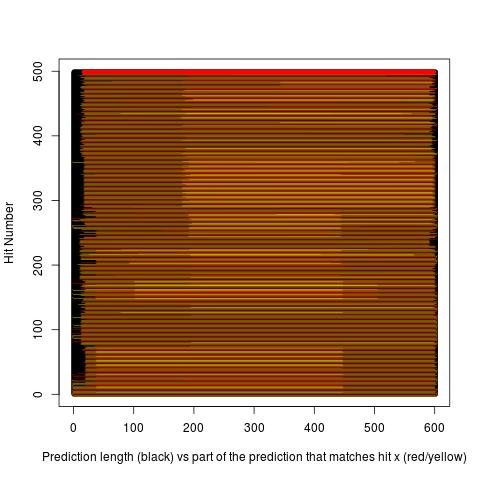 500
400
300
200
100
0
Hit Number
0 100 200 300 400 500 600
Prediction length (black) vs part of the prediction that matches hit x (red/yellow)